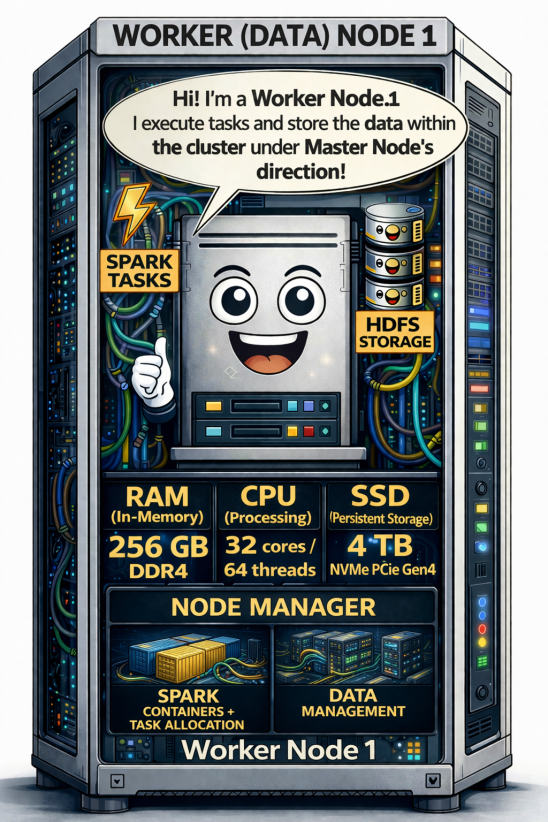 WORKER (DATA) NODE 1
Hi! I'm a Worker Node.1
I execute tasks and store the data within
the cluster under Master Node's
direction!
SPARK
TASKS
HDFS
STORAGE
RAM
(In-Memory)
256 GB
DDR4
CPU
(Processing)
32 cores /
64 threads
SSD
(Persistent Storage)
4 TB
NVMe PCie Gen4
NODE MANAGER
SPARK
CONTAINERS +
TASK ALLOCATION
DATA
MANAGEMENT
Worker Node 1